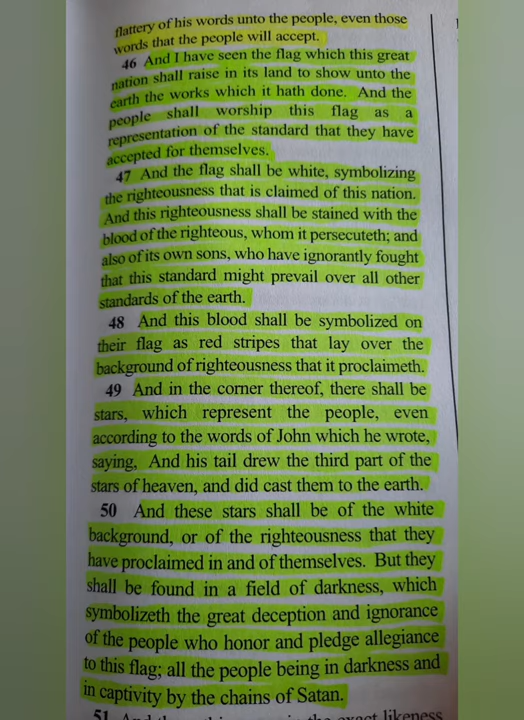 flattery of his words unto the people, even those
words that the people will accept.
46 And I have seen the flag which this great
nation shall raise in its land to show unto the
earth the works which it hath done. And the
people shall worship this flag as a
representation of the standard that they have
accepted for themselves.
47 And the flag shall be white, symbolizing
the righteousness that is claimed of this nation.
And this righteousness shall be stained with the
blood of the righteous, whom it persecuteth; and
also of its own sons, who have ignorantly fought
that this standard might prevail over all other
standards of the earth.
48 And this blood shall be symbolized on
their flag as red stripes that lay over the
background of righteousness that it proclaimeth.
49 And in the corner thereof, there shall be
stars, which represent the people, even
according to the words of John which he wrote,
saying, And his tail drew the third part of the
stars of heaven, and did cast them to the earth.
50 And these stars shall be of the white
background, or of the righteousness that they
have proclaimed in and of themselves. But they
shall be found in a field of darkness, which
symbolizeth the great deception and ignorance
of the people who honor and pledge allegiance
to this flag; all the people being in darkness and
in captivity by the chains of Satan.
51 And the exact likeness